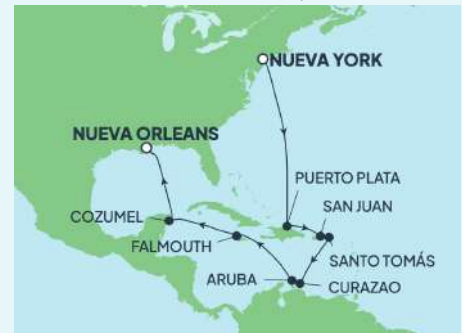 NUEVA YORK
NUEVA ORLEANS
PUERTO PLATA
SAN JUAN
COZUMEL
FALMOUTH
SANTO TOMÁS
ARUBA
CURAZAO